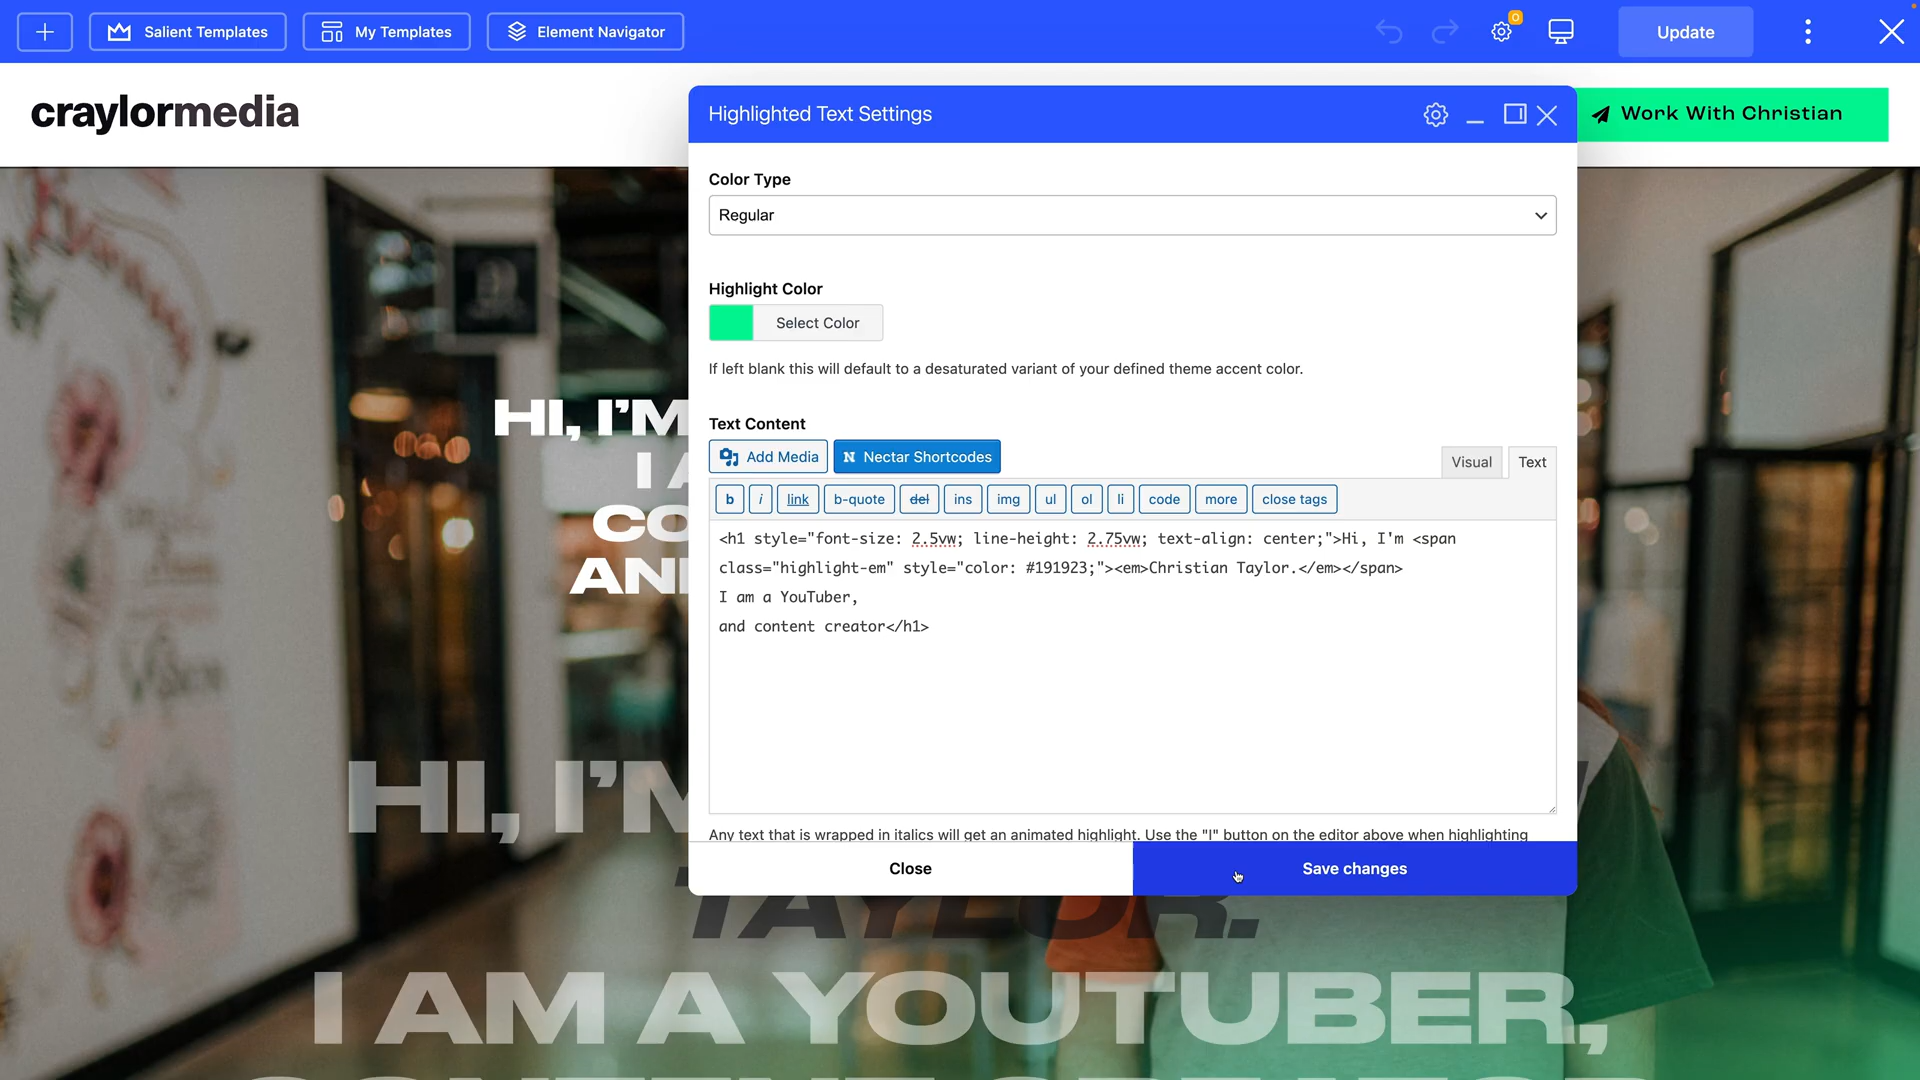 Salient Templates
My Templates
Element Navigator
0
Update
craylormedia
Work With Christian
Highlighted Text Settings
Color Type
Regular
Highlight Color
Select Color
If left blank this will default to a desaturated variant of your defined theme accent color.
Text Content
Add Media
N Nectar Shortcodes
Visual
Text
b
i
link
b-quote
del
ins
img
ul
ol
li
code
more
close tags
<h1 style="font-size: 2.5vw; line-height: 2.75vw; text-align: center;">Hi, I'm <span
class="highlight-em" style="color: #191923;"><em>Christian Taylor.</em></span>
I am a YouTuber,
and content creator</h1>
Any text that is wrapped in italics will get an animated highlight. Use the "I" button on the editor above when highlighting
Close
Save changes
HI, I'M
I A
CO
AN
HI, I'M
TAYLOR.
I AM A YOUTUBER,